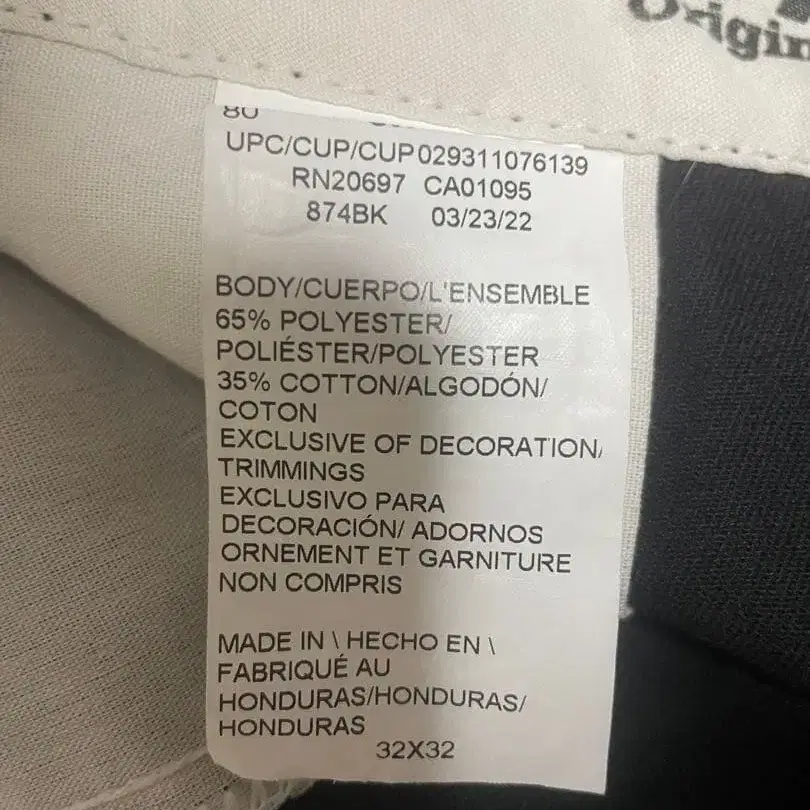 Origin
80
UPC/CUP/CUP 029311076139
RN20697 CA01095
874BK 03/23/22
BODY/CUERPO/L'ENSEMBLE
65% POLYESTER/
POLIÉSTER/POLYESTER
35% COTTON/ALGODÓN/
COTON
EXCLUSIVE OF DECORATION/
TRIMMINGS
EXCLUSIVO PARA
DECORACIÓN/ ADORNOS
ORNEMENT ET GARNITURE
NON COMPRIS
MADE IN \ HECHO EN \
FABRIQUÉ AU
HONDURAS/HONDURAS/
HONDURAS
32X32